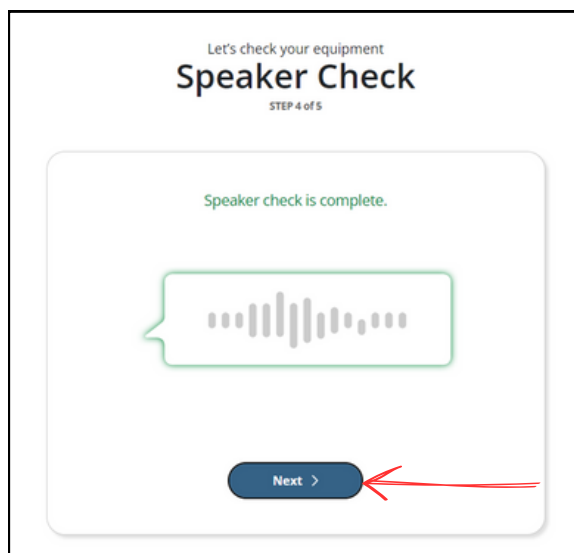 Let's check your equipment
Speaker Check
STEP 4 of 5
Speaker check is complete.
Next